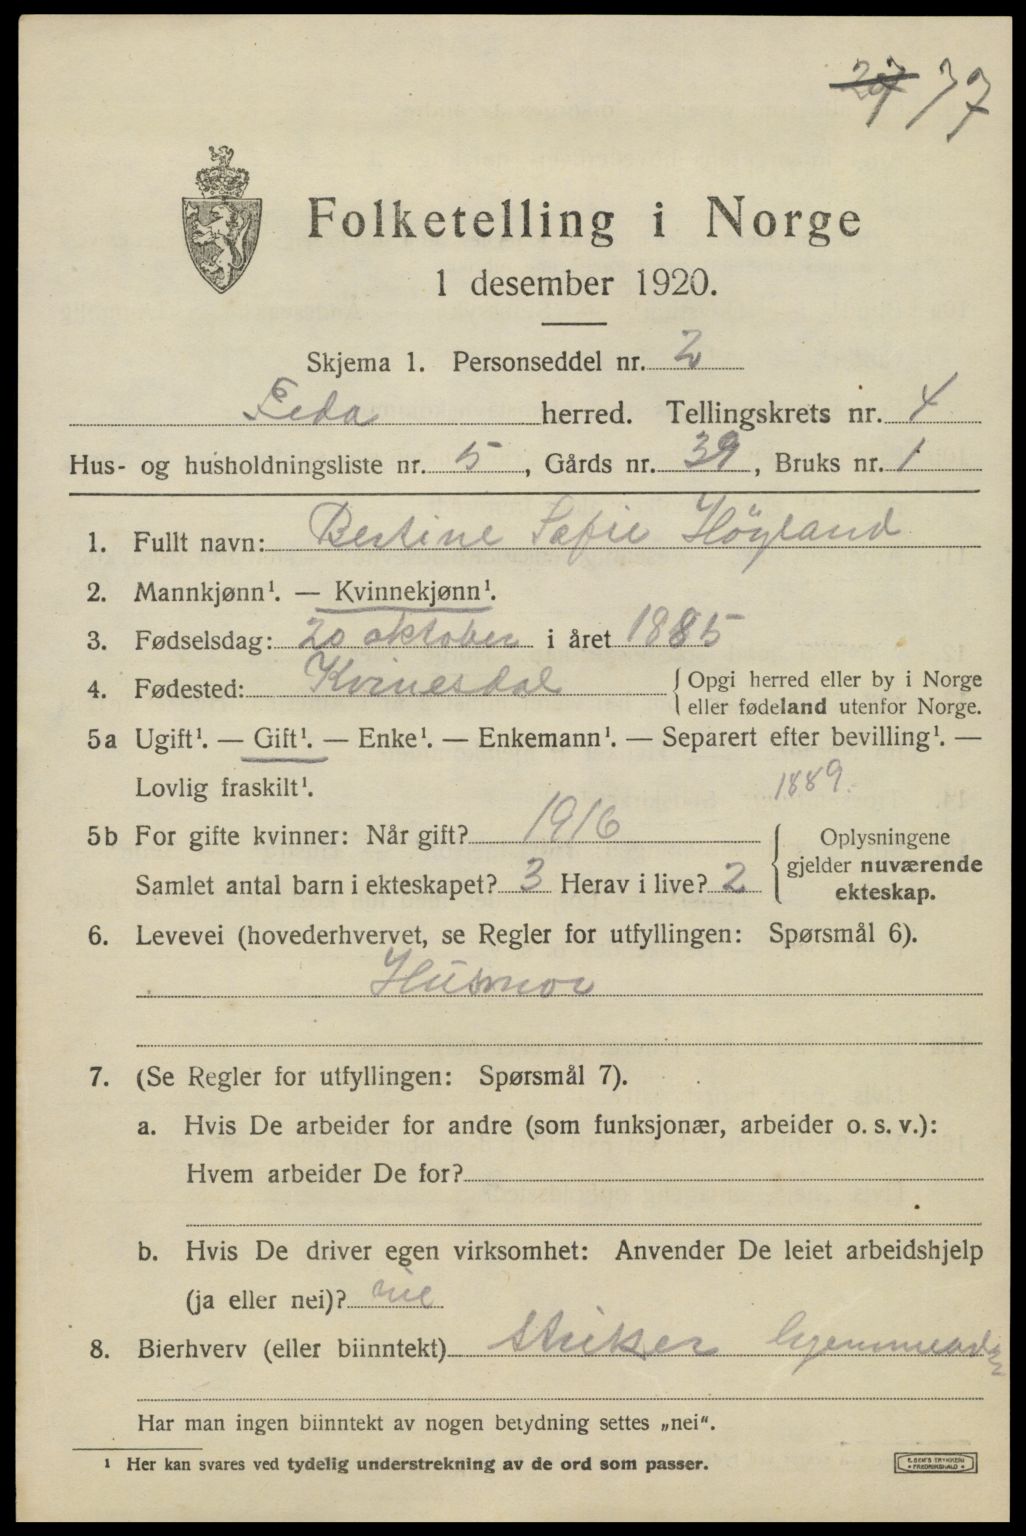 27 77
Folketelling i Norge
1 desember 1920.
Skjema 1. Personseddel nr. 2
Feda herred. Tellingskrets nr. 4
Hus- og husholdningsliste nr. 5, Gårds nr. 39, Bruks nr. 1
1. Fullt navn: Bertine Sofie Höyland
2. Mannkjønn¹. — Kvinnekjønn¹.
3. Fødselsdag: 20 oktober i året 1885
4. Fødested: Kvinesdal { Opgi herred eller by i Norge
eller fødeland utenfor Norge.
5a Ugift¹. — Gift¹. — Enke¹. — Enkemann¹. — Separert efter bevilling¹. —
Lovlig fraskilt¹.
1889.
5b For gifte kvinner: Når gift? 1916 { Oplysningene
gjelder nuværende
ekteskap.
Samlet antal barn i ekteskapet? 3 Herav i live? 2
6. Levevei (hovederhvervet, se Regler for utfyllingen: Spørsmål 6).
Husmor
7. (Se Regler for utfyllingen: Spørsmål 7).
a. Hvis De arbeider for andre (som funksjonær, arbeider o. s. v.):
Hvem arbeider De for?
b. Hvis De driver egen virksomhet: Anvender De leiet arbeidshjelp
(ja eller nei)? nie
8. Bierhverv (eller biinntekt) Striker
Har man ingen biinntekt av nogen betydning settes „nei“.
¹ Her kan svares ved tydelig understrekning av de ord som passer.